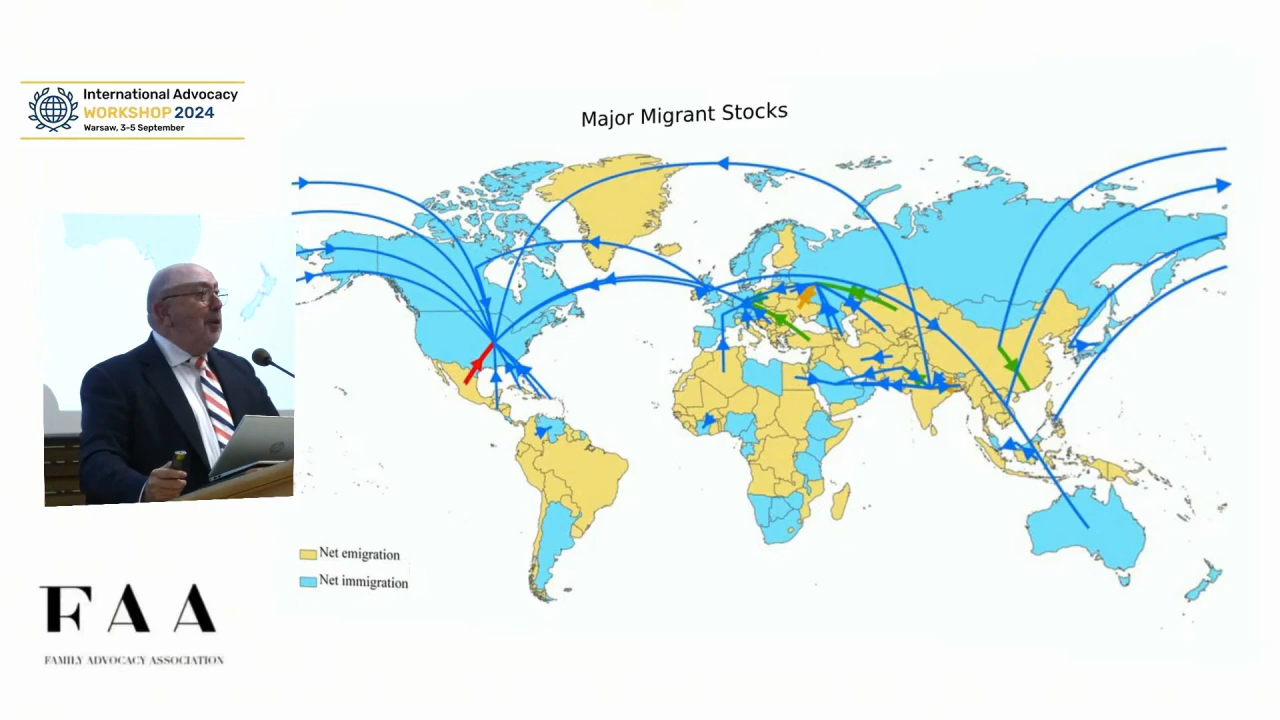 International Advocacy
WORKSHOP 2024
Warsaw, 3-5 September
Major Migrant Stocks
Net emigration
Net immigration
FAA
FAMILY ADVOCACY ASSOCIATION